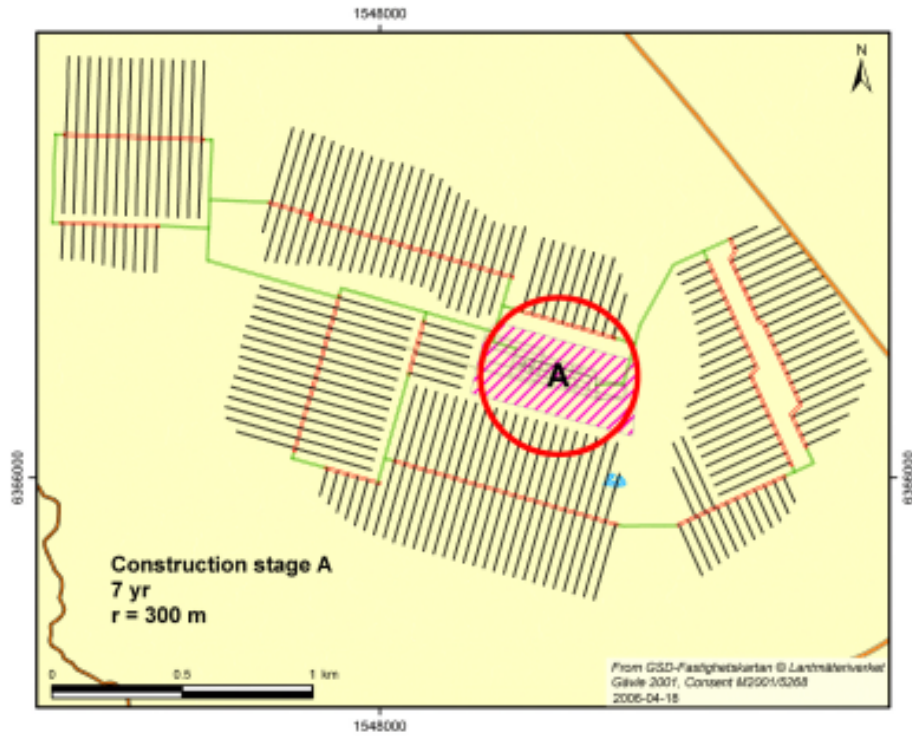 1548000
N
A
6366000
6366000
Construction stage A
7 yr
r = 300 m
0 0.5 1 km
From GSD-Fastighetskartan © Lantmäteriverket
Gävle 2001, Consent M2001/5268
2006-04-18
1548000